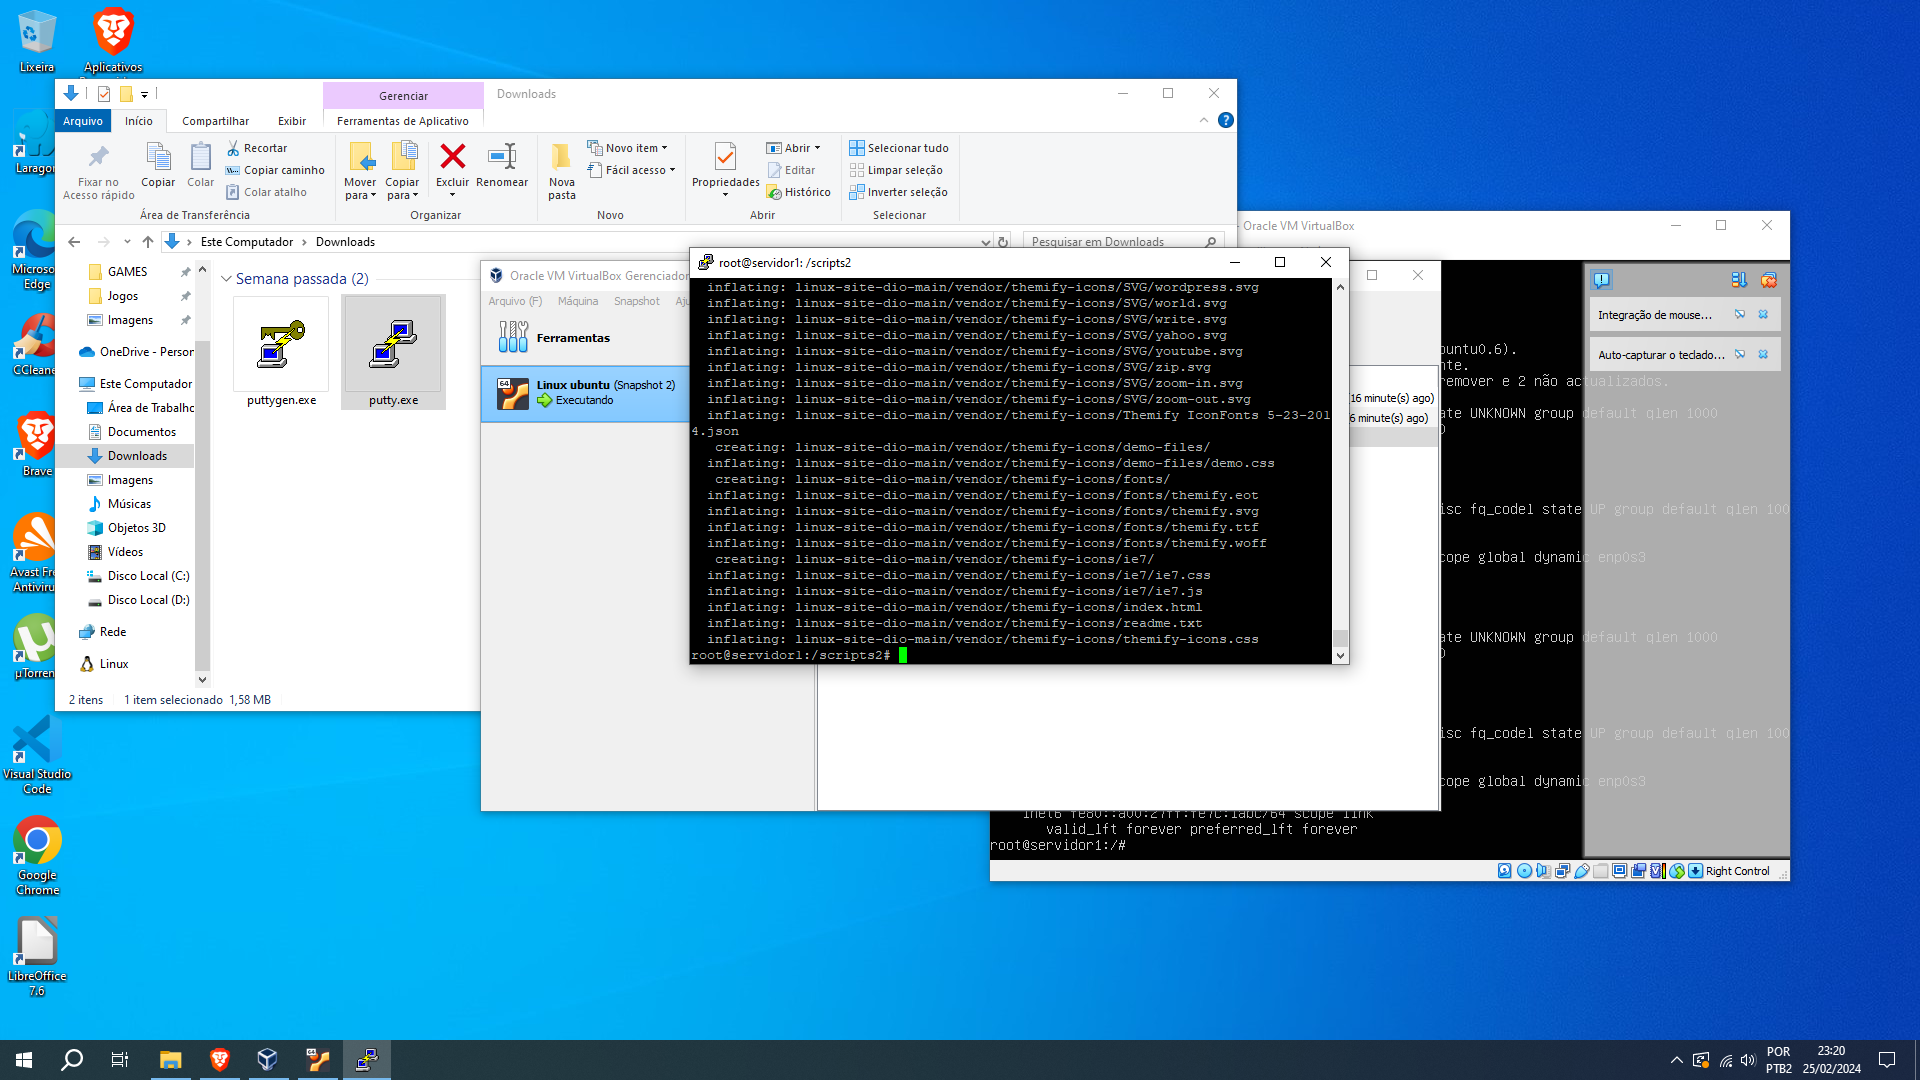 Lixeira
Aplicativos
Laragon
Microso
Edge
CCleane
Brave
Avast Fre
Antiviru
µTorren
Visual Studio
Code
Google
Chrome
LibreOffice
7.6
Gerenciar
Downloads
Arquivo
Início
Compartilhar
Exibir
Ferramentas de Aplicativo
Fixar no
Acesso rápido
Copiar
Colar
Recortar
Copiar caminho
Colar atalho
Área de Transferência
Mover
para
Copiar
para
Excluir
Renomear
Organizar
Nova
pasta
Novo item
Fácil acesso
Novo
Propriedades
Abrir
Editar
Histórico
Abrir
Selecionar tudo
Limpar seleção
Inverter seleção
Selecionar
Este Computador
Downloads
Pesquisar em Downloads
GAMES
Jogos
Imagens
OneDrive - Person
Este Computador
Área de Trabalho
Documentos
Downloads
Imagens
Músicas
Objetos 3D
Vídeos
Disco Local (C:)
Disco Local (D:)
Rede
Linux
Semana passada (2)
puttygen.exe
putty.exe
2 itens
1 item selecionado 1,58 MB
Oracle VM VirtualBox Gerenciador
Arquivo (F)
Máquina
Snapshot
Aju
Ferramentas
64
Linux ubuntu (Snapshot 2)
Executando
16 minute(s) ago)
6 minute(s) ago)
root@servidor1: /scripts2
inflating: linux-site-dio-main/vendor/themify-icons/SVG/wordpress.svg
inflating: linux-site-dio-main/vendor/themify-icons/SVG/world.svg
inflating: linux-site-dio-main/vendor/themify-icons/SVG/write.svg
inflating: linux-site-dio-main/vendor/themify-icons/SVG/yahoo.svg
inflating: linux-site-dio-main/vendor/themify-icons/SVG/youtube.svg
inflating: linux-site-dio-main/vendor/themify-icons/SVG/zip.svg
inflating: linux-site-dio-main/vendor/themify-icons/SVG/zoom-in.svg
inflating: linux-site-dio-main/vendor/themify-icons/SVG/zoom-out.svg
inflating: linux-site-dio-main/vendor/themify-icons/Themify IconFonts 5-23-201
4.json
creating: linux-site-dio-main/vendor/themify-icons/demo-files/
inflating: linux-site-dio-main/vendor/themify-icons/demo-files/demo.css
creating: linux-site-dio-main/vendor/themify-icons/fonts/
inflating: linux-site-dio-main/vendor/themify-icons/fonts/themify.eot
inflating: linux-site-dio-main/vendor/themify-icons/fonts/themify.svg
inflating: linux-site-dio-main/vendor/themify-icons/fonts/themify.ttf
inflating: linux-site-dio-main/vendor/themify-icons/fonts/themify.woff
creating: linux-site-dio-main/vendor/themify-icons/ie7/
inflating: linux-site-dio-main/vendor/themify-icons/ie7/ie7.css
inflating: linux-site-dio-main/vendor/themify-icons/ie7/ie7.js
inflating: linux-site-dio-main/vendor/themify-icons/index.html
inflating: linux-site-dio-main/vendor/themify-icons/readme.txt
inflating: linux-site-dio-main/vendor/themify-icons/themify-icons.css
root@servidor1:/scripts2#
- Oracle VM VirtualBox
Integração de mouse...
Auto-capturar o teclado...
ountu0.6).
nte.
remover e 2 não actualizados.
ate UNKNOWN group default qlen 1000
isc fq_codel state UP group default qlen 100
cope global dynamic enp0s3
ate UNKNOWN group default qlen 1000
isc fq_codel state UP group default qlen 100
cope global dynamic enp0s3
inet6 fe80::a00:27ff:fe7c:1abc/64 scope link
valid_lft forever preferred_lft forever
root@servidor1:/#
Right Control
64
POR
PTB2
23:20
25/02/2024